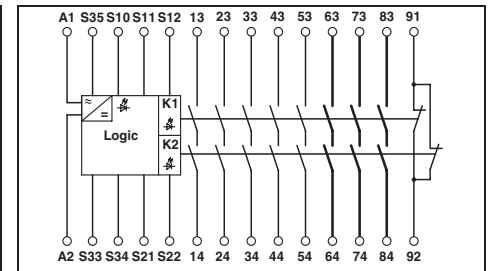 A1 S35 S10 S11 S12 13 23 33 43 53 63 73 83 91
≈
=
K1
Logic
K2
A2 S33 S34 S21 S22 14 24 34 44 54 64 74 84 92